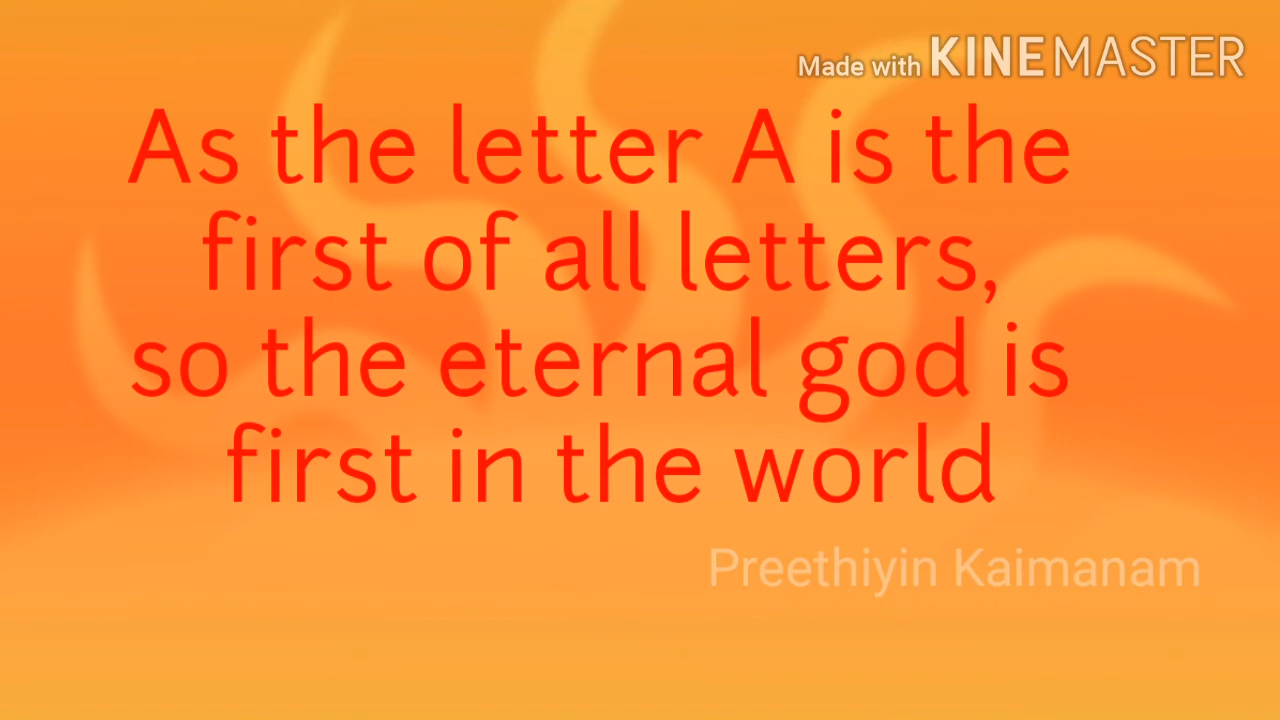 Made with KINEMASTER
As the letter A is the
first of all letters,
so the eternal god is
first in the world
Preethiyin Kaimanam